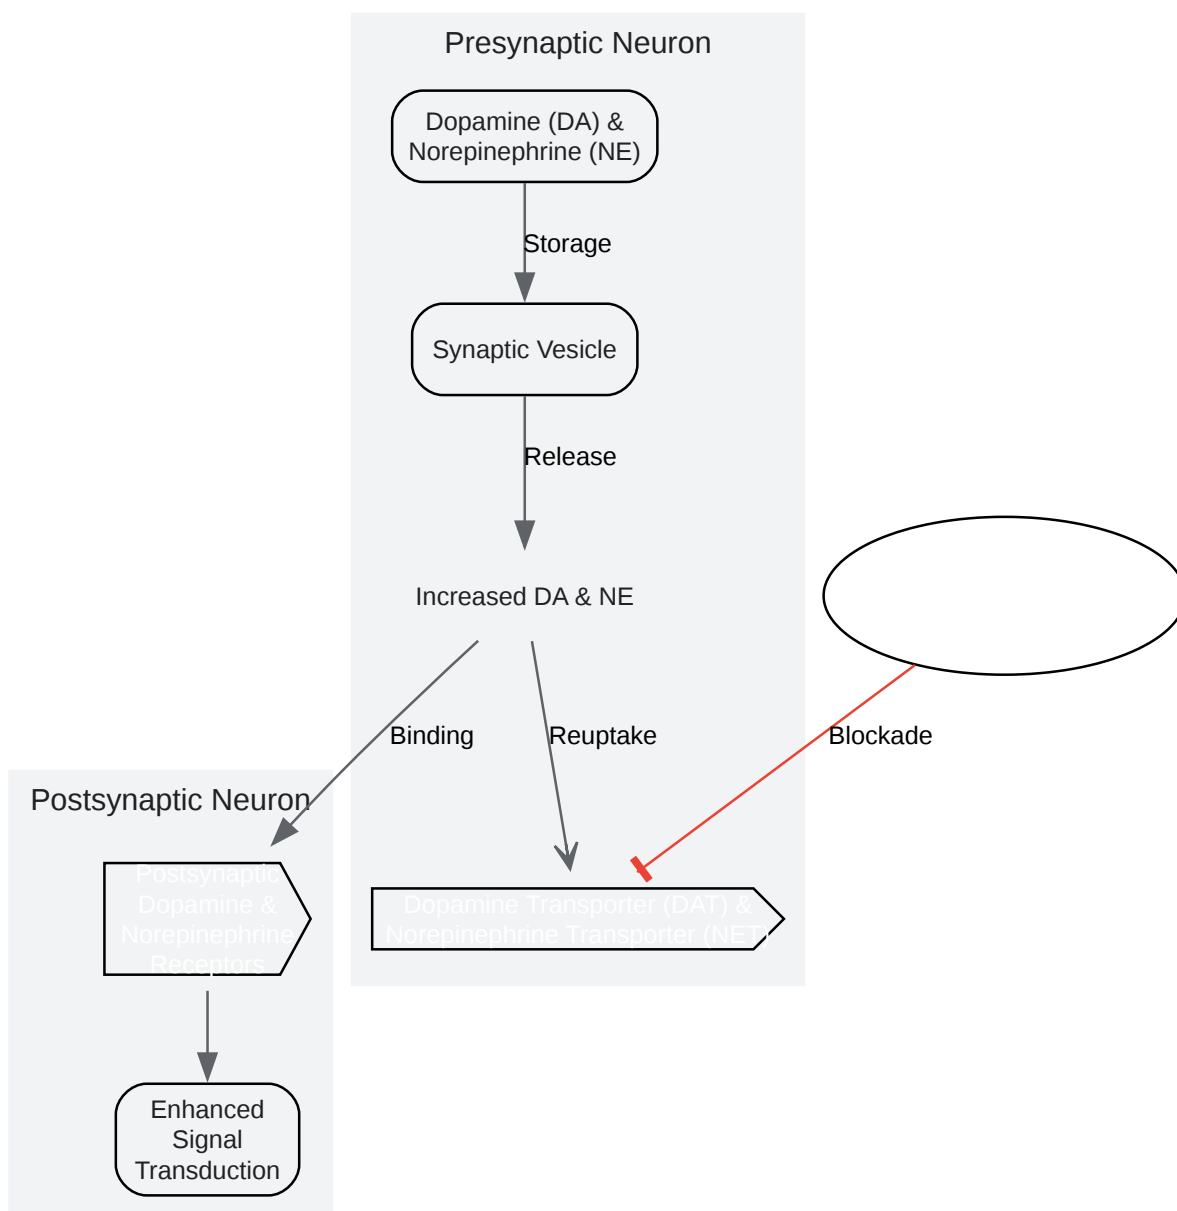 Presynaptic Neuron
Dopamine (DA) &
Norepinephrine (NE)
Storage
Synaptic Vesicle
Release
Increased DA & NE
Binding
Reuptake
Blockade
Postsynaptic Neuron
Postsynaptic
Dopamine &
Norepinephrine
Receptors
Dopamine Transporter (DAT) &
Norepinephrine Transporter (NET)
Enhanced
Signal
Transduction